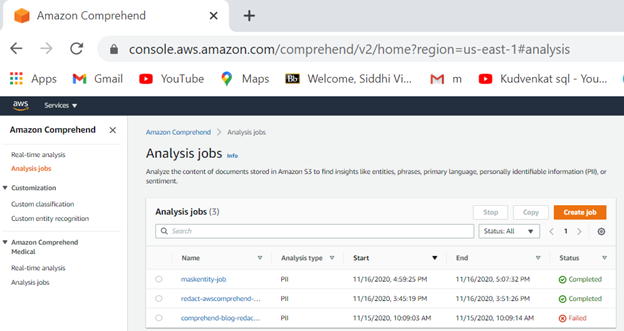 Amazon Comprehend
console.aws.amazon.com/comprehend/v2/home?region=us-east-1#analysis
Apps Gmail YouTube Maps Bb Welcome, Siddhi Vi... m Kudvenkat sql - You...
aws Services
Amazon Comprehend
Real-time analysis
Analysis jobs
Customization
Custom classification
Custom entity recognition
Amazon Comprehend Medical
Real-time analysis
Analysis jobs
Amazon Comprehend > Analysis jobs
Analysis jobs Info
Analyze the content of documents stored in Amazon S3 to find insights like entities, phrases, primary language, personally identifiable information (PII), or
sentiment.
Analysis jobs (3) Stop Copy Create job
Search Status: All 1
Name Analysis type Start End Status
maskentity-job PII 11/16/2020, 4:59:25 PM 11/16/2020, 5:07:32 PM Completed
redact-awscomprehend-... PII 11/16/2020, 3:45:19 PM 11/16/2020, 3:51:26 PM Completed
comprehend-blog-redac... PII 11/15/2020, 10:09:03 AM 11/15/2020, 10:09:14 AM Failed